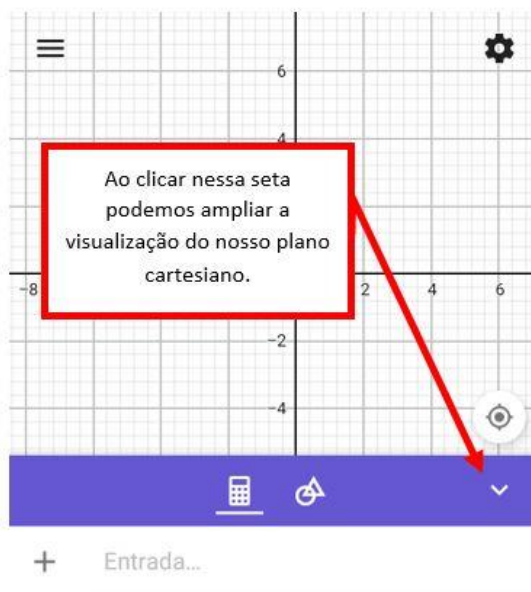 6
4
Ao clicar nessa seta
podemos ampliar a
visualização do nosso plano
cartesiano.
-8 2 4 6
-2
-4
Entrada...